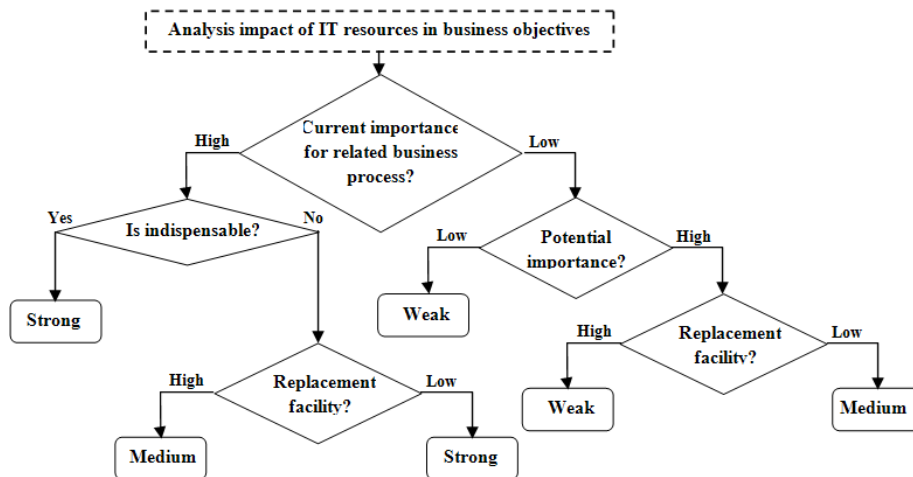 Analysis impact of IT resources in business objectives
Current importance
for related business
process?
High
Low
Yes
Is indispensable?
No
Low
Potential
importance?
High
Strong
Weak
High
Replacement
facility?
Low
High
Replacement
facility?
Low
Weak
Medium
Medium
Strong